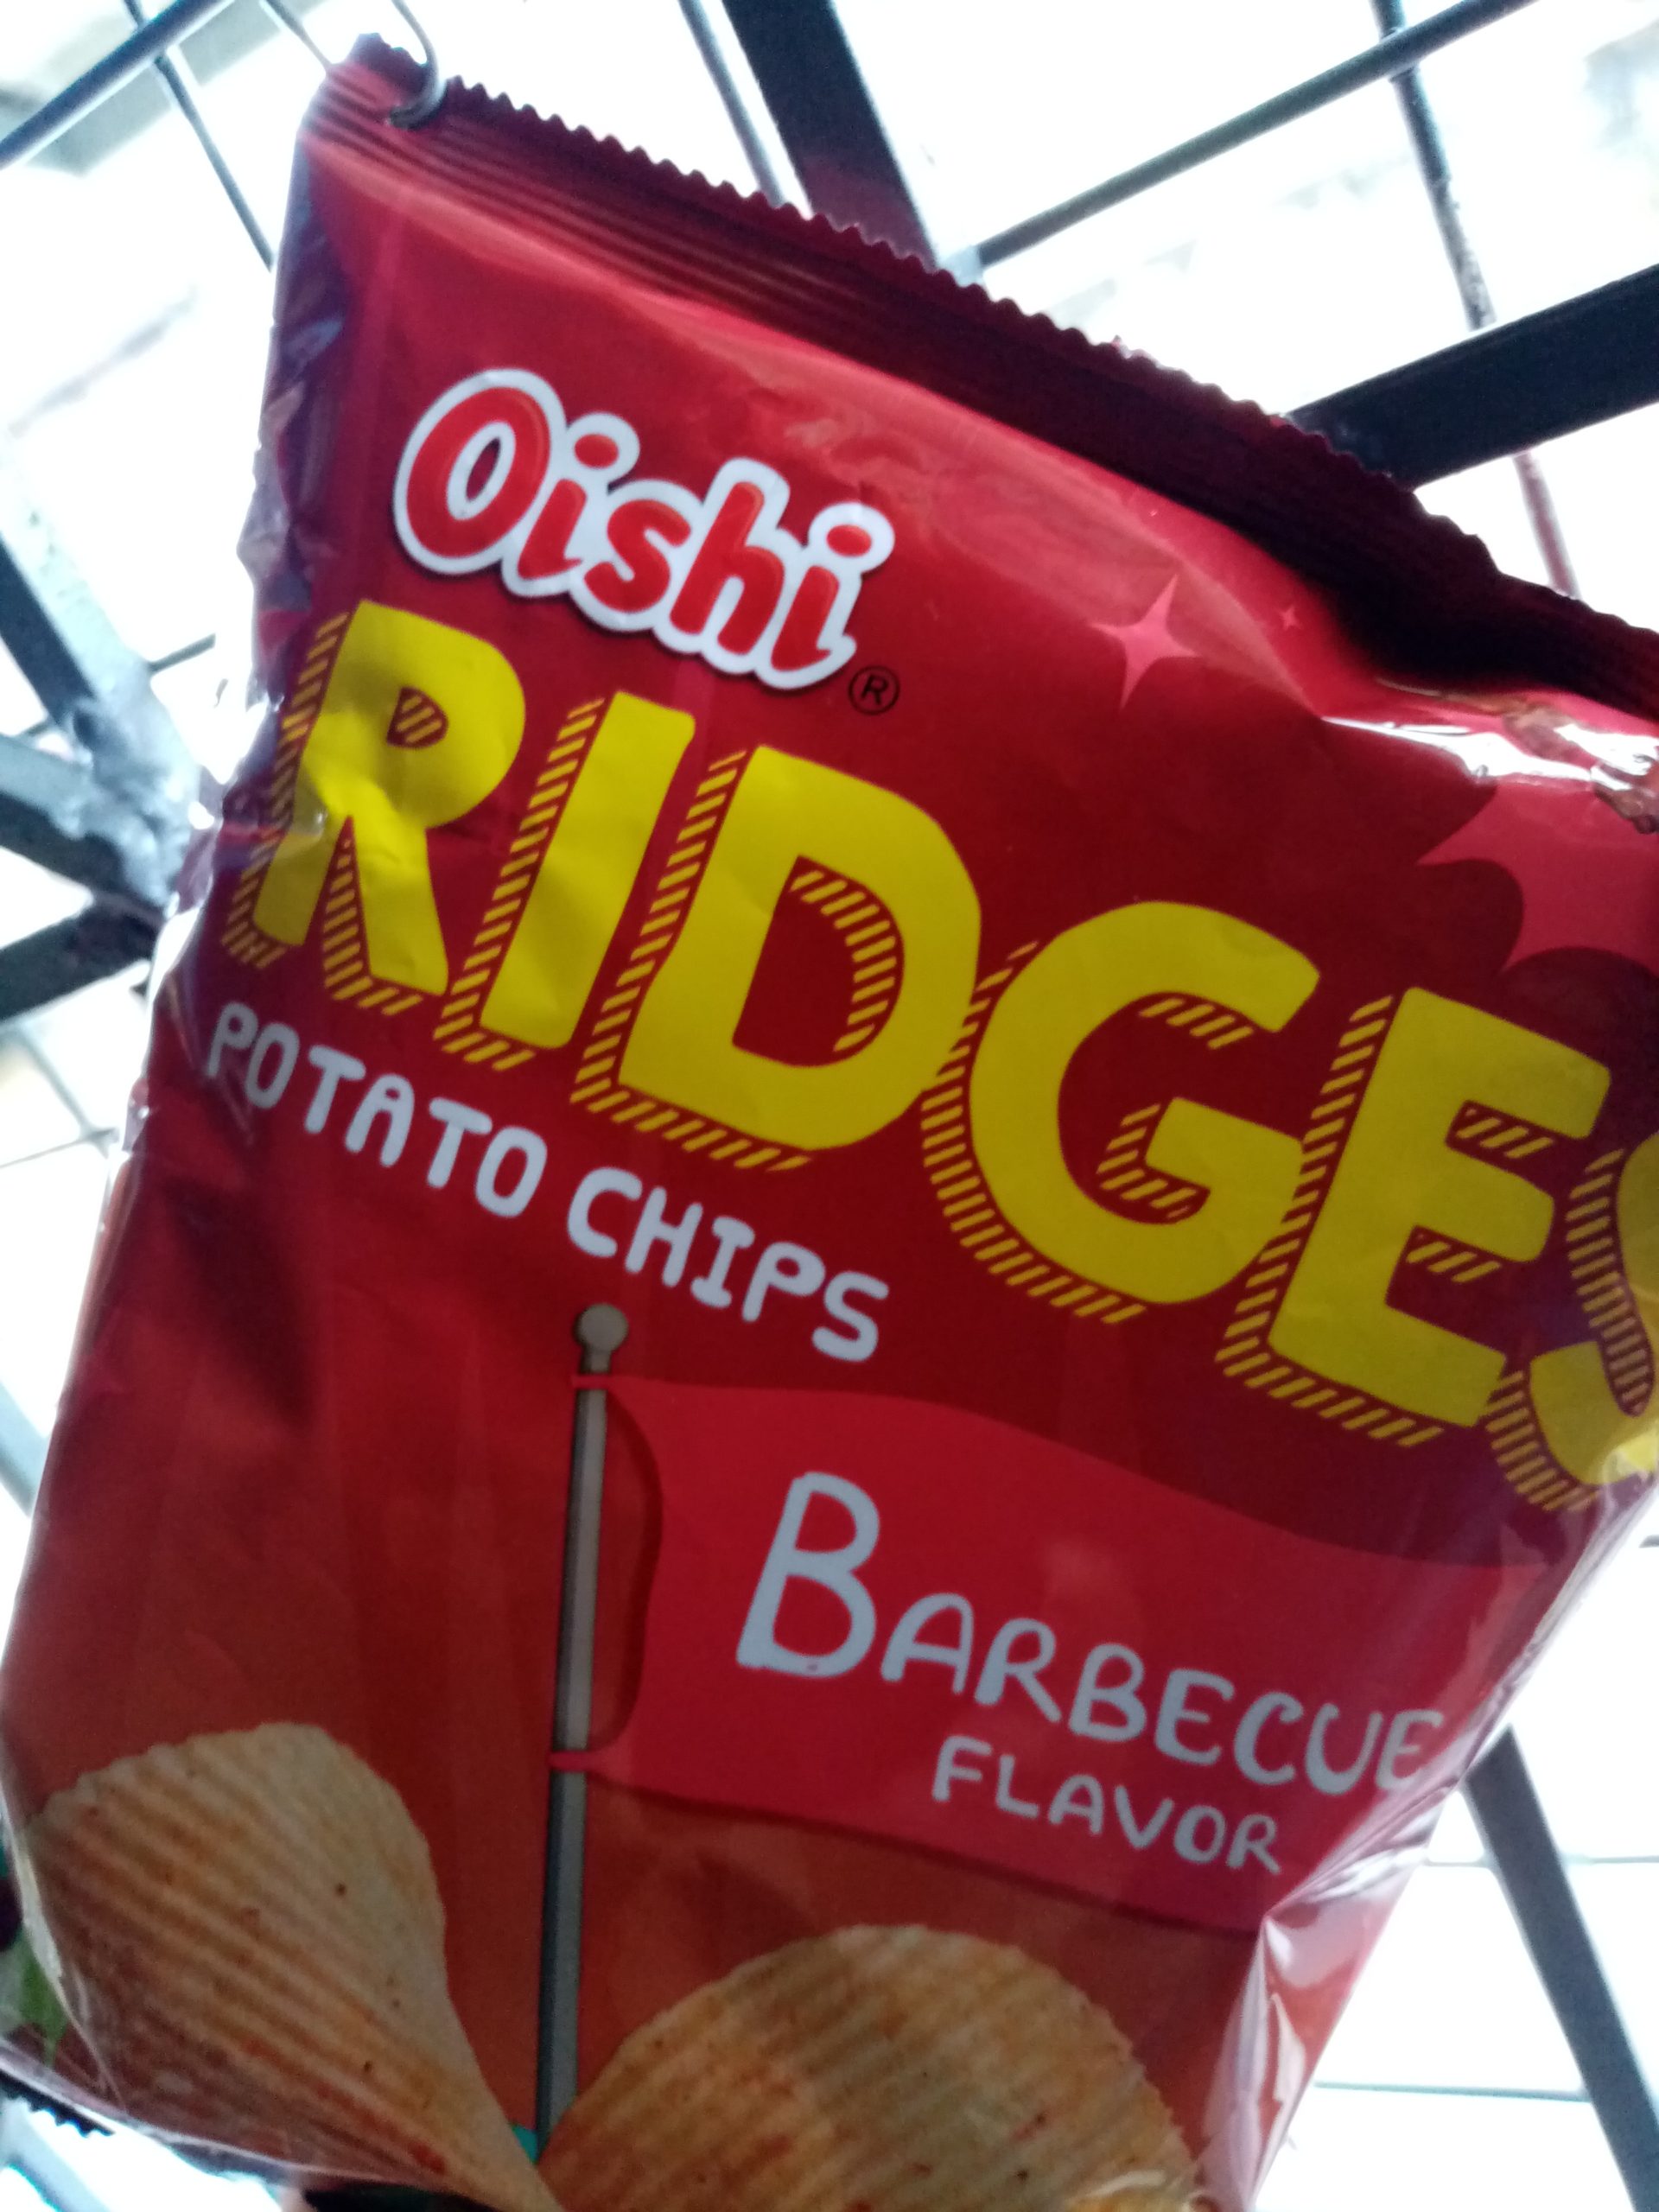 Oishi ®
RIDGES
POTATO CHIPS
BARBECUE
FLAVOR